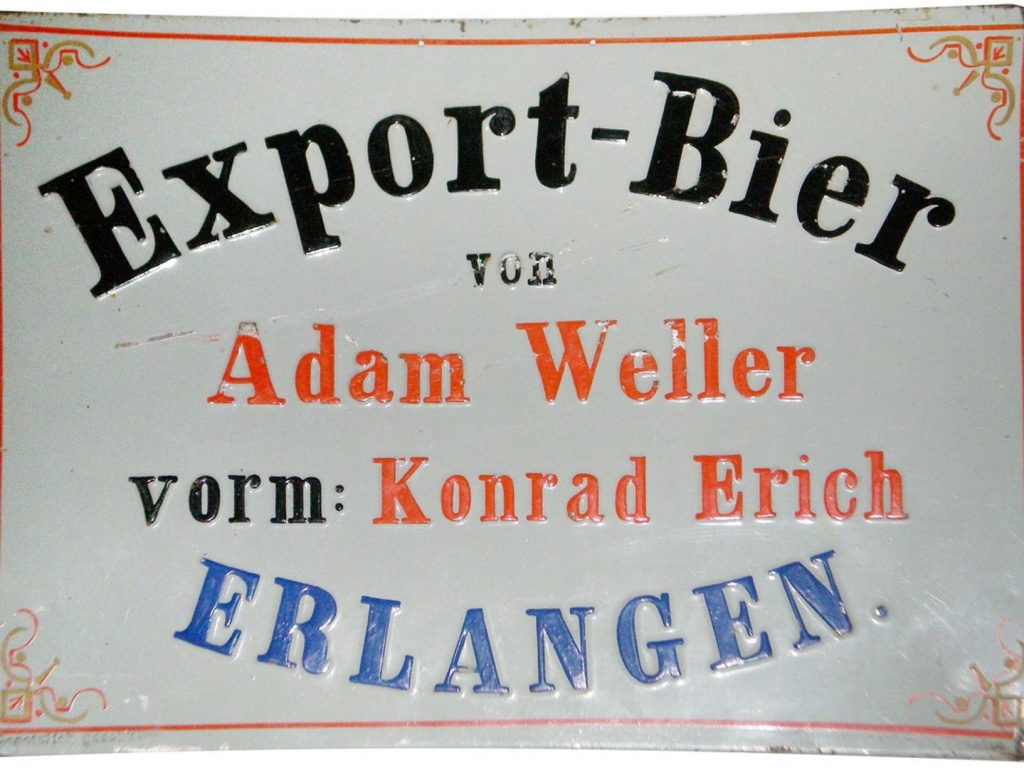 Export-Bier
von
Adam Weller
vorm: Konrad Erich
ERLANGEN.